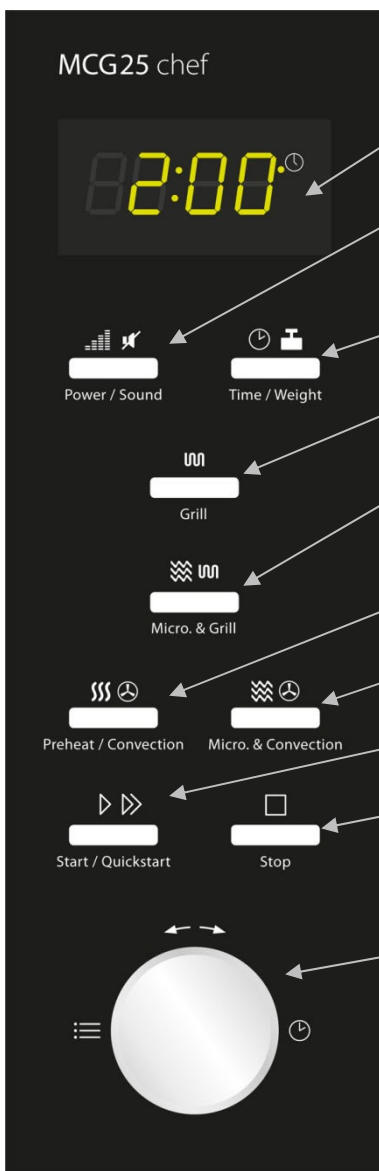 MCG25 chef
2:00
Power / Sound
Time / Weight
Grill
Micro. & Grill
Preheat / Convection
Micro. & Convection
Start / Quickstart
Stop